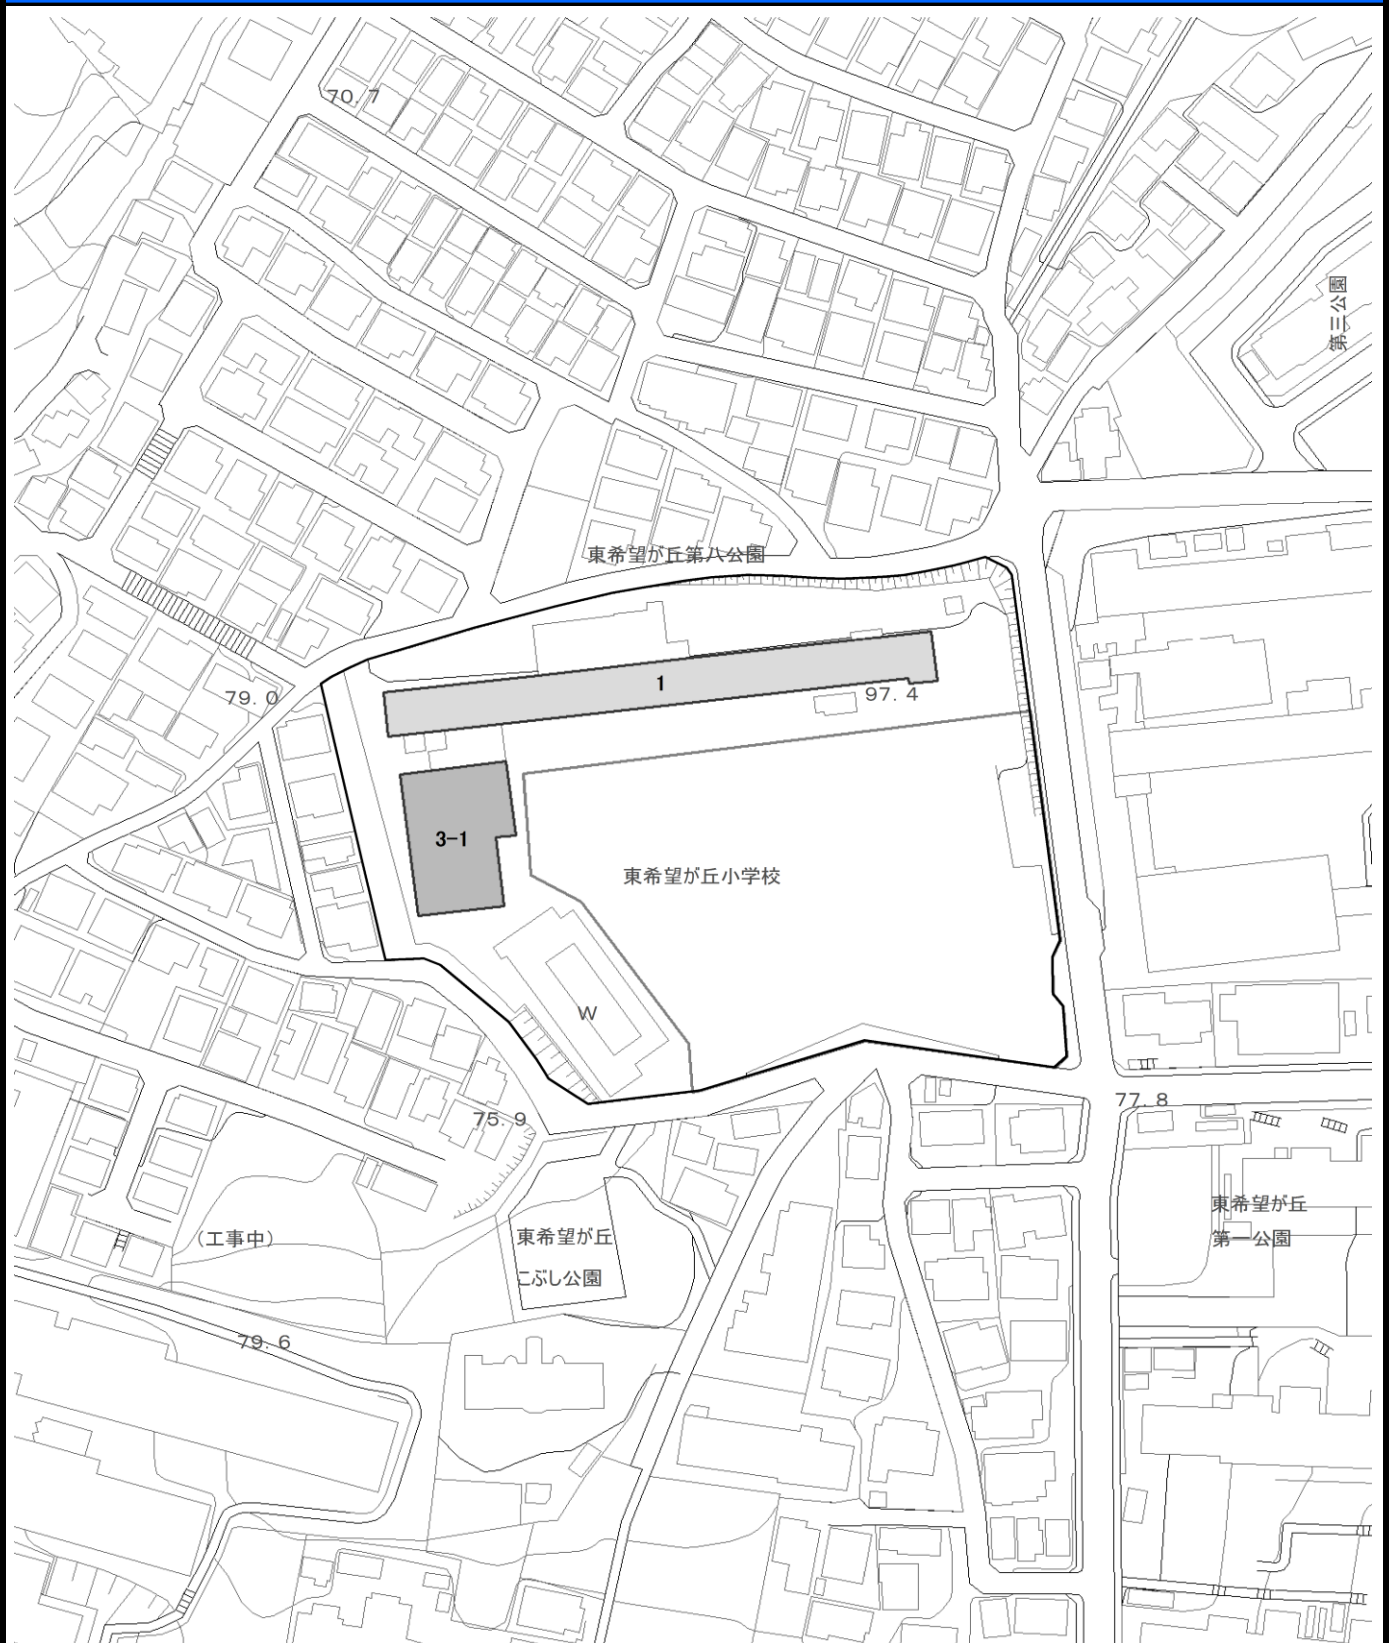 70.7
第三公園
東希望が丘第八公園
79.0
1
97.4
3-1
東希望が丘小学校
W
75.9
77.8
東希望が丘
第一公園
(工事中)
東希望が丘
こぶし公園
79.6